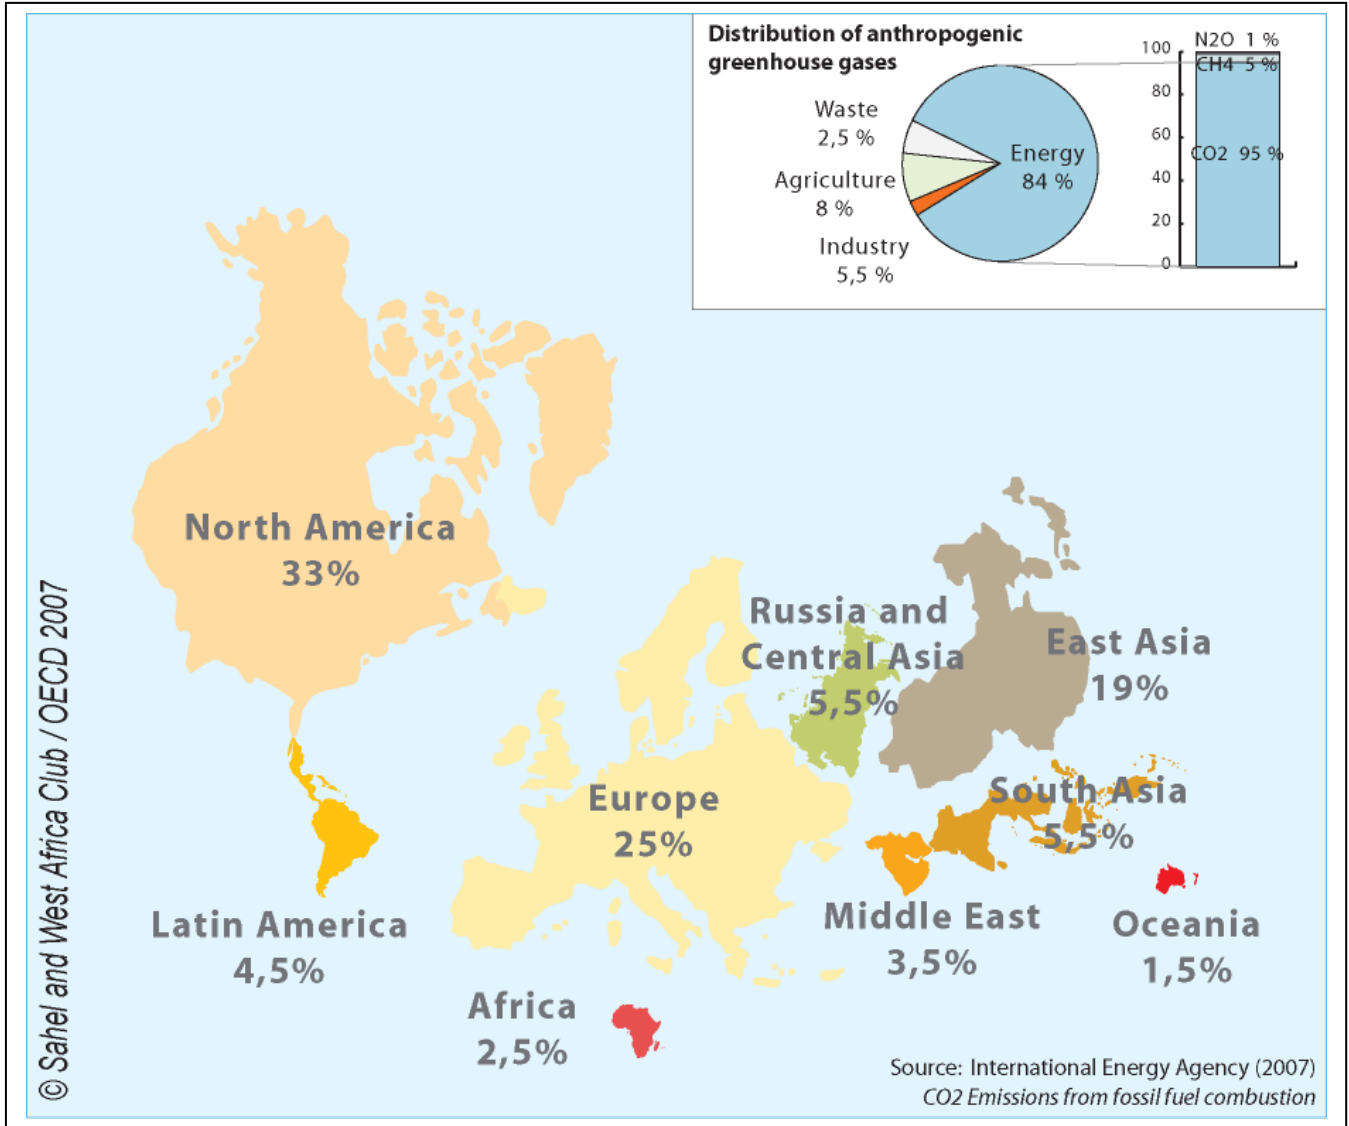 Distribution of anthropogenic
greenhouse gases
Waste
2,5 %
Agriculture
8 %
Industry
5,5 %
Energy
84 %
N2O 1 %
CH4 5 %
CO2 95 %
100
80
60
40
20
0
North America
33%
Russia and
Central Asia
5,5%
East Asia
19%
Europe
25%
South Asia
5,5%
Latin America
4,5%
Middle East
3,5%
Oceania
1,5%
Africa
2,5%
© Sahel and West Africa Club / OECD 2007
Source: International Energy Agency (2007)
CO2 Emissions from fossil fuel combustion